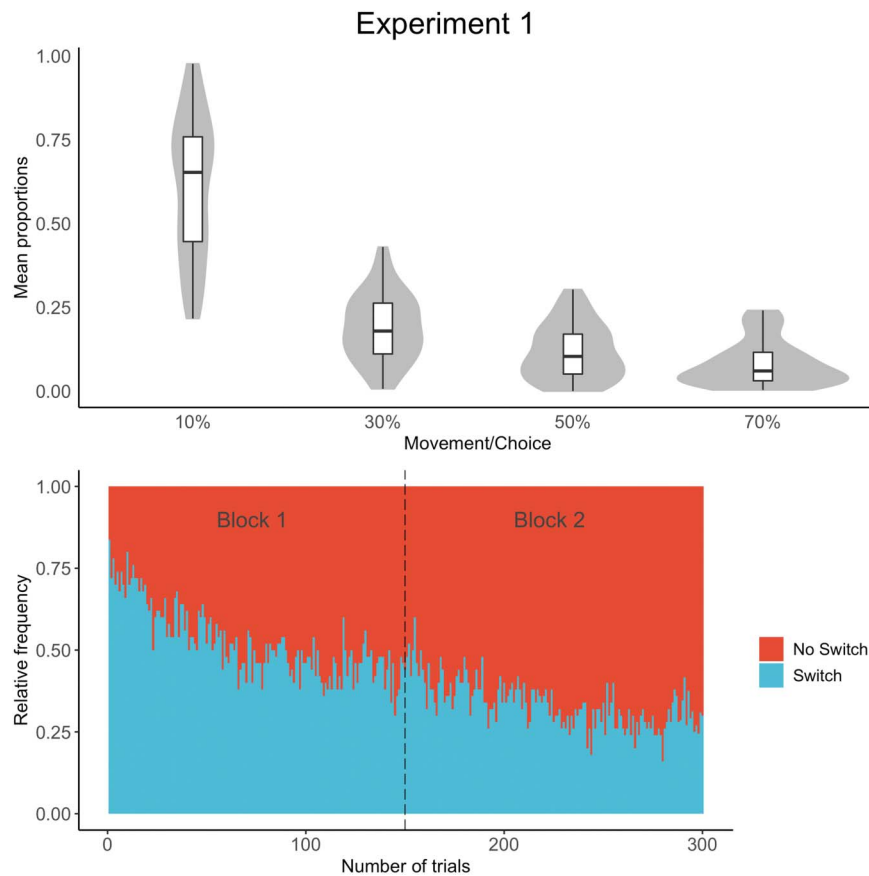 Experiment 1
1.00
0.75
0.50
0.25
0.00
Mean proportions
10% 30% 50% 70%
Movement/Choice
1.00
0.75
0.50
0.25
0.00
Relative frequency
Block 1 Block 2
No Switch
Switch
0 100 200 300
Number of trials